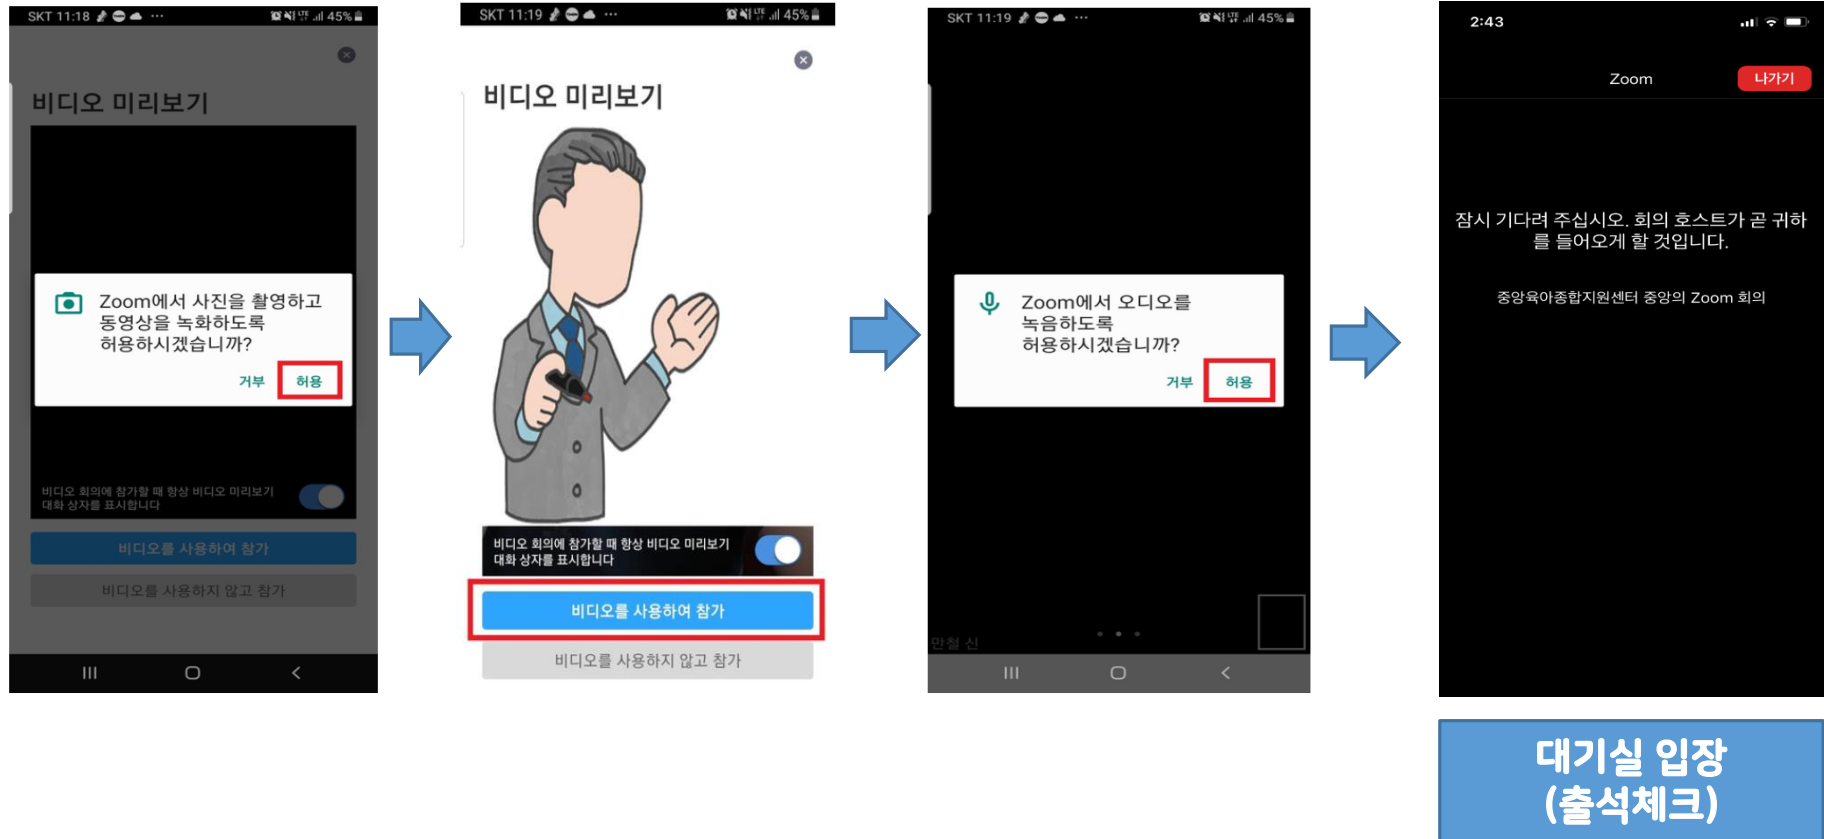 SKT 11:18 ··· LTE 45%
비디오 미리보기
Zoom에서 사진을 촬영하고
동영상을 녹화하도록
허용하시겠습니까?
거부 허용
비디오 회의에 참가할 때 항상 비디오 미리보기
대화 상자를 표시합니다
비디오를 사용하여 참가
비디오를 사용하지 않고 참가
SKT 11:19 ··· LTE 45%
비디오 미리보기
비디오 회의에 참가할 때 항상 비디오 미리보기
대화 상자를 표시합니다
비디오를 사용하여 참가
비디오를 사용하지 않고 참가
SKT 11:19 ··· LTE 45%
Zoom에서 오디오를
녹음하도록
허용하시겠습니까?
거부 허용
만철 신
2:43
Zoom 나가기
잠시 기다려 주십시오. 회의 호스트가 곧 귀하
를 들어오게 할 것입니다.
중앙육아종합지원센터 중앙의 Zoom 회의
대기실 입장
(출석체크)